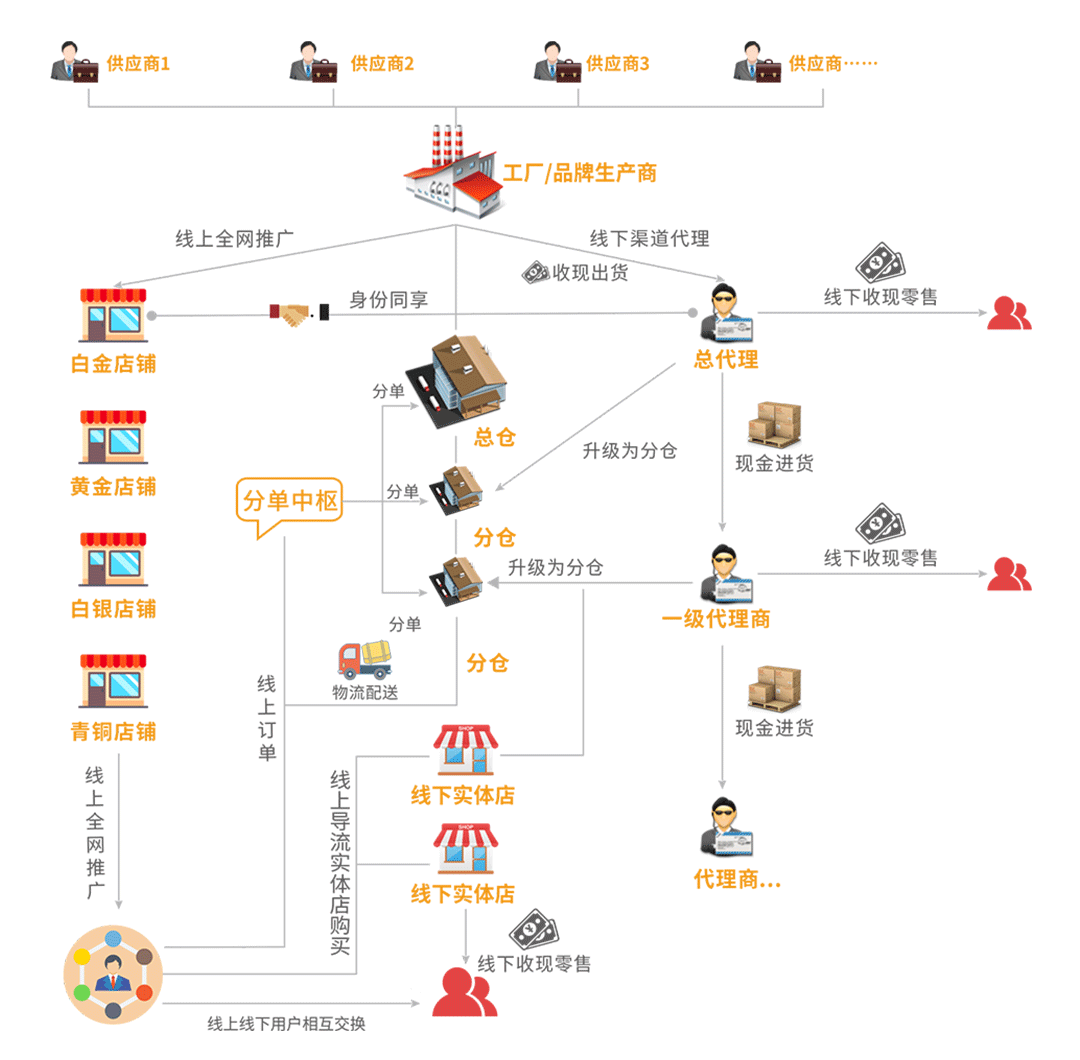 供应商1
供应商2
供应商3
供应商……
工厂/品牌生产商
线上全网推广
线下渠道代理
收现出货
线下收现零售
身份同享
白金店铺
总代理
分单
总仓
升级为分仓
现金进货
黄金店铺
分单中枢
分单
分仓
线下收现零售
升级为分仓
白银店铺
一级代理商
分单
分仓
物流配送
线上订单
青铜店铺
现金进货
线上全网推广
线上导流实体店购买
线下实体店
线下实体店
代理商...
SHOP
SHOP
线下收现零售
线上线下用户相互交换